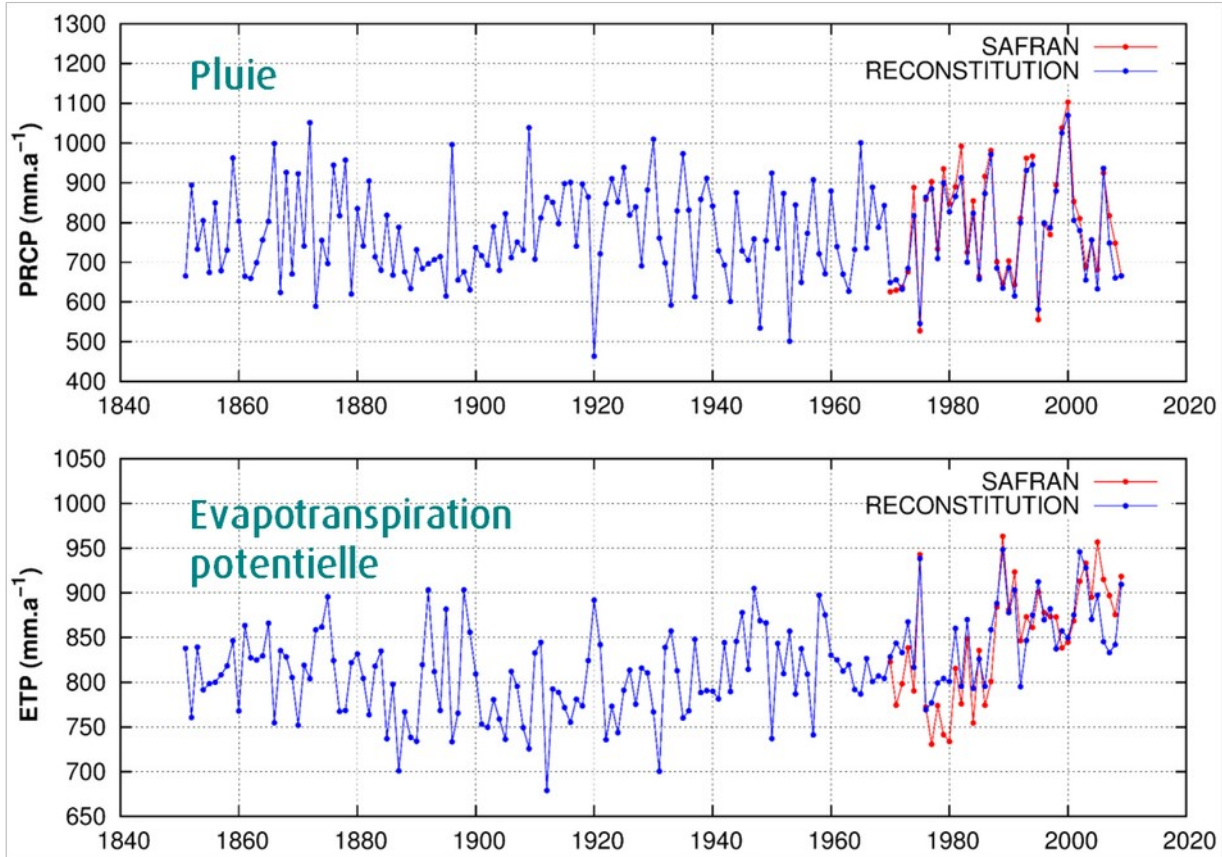 1300
1200
1100
1000
900
800
700
600
500
400
PRCP (mm.a⁻¹)
Pluie
SAFRAN
RECONSTITUTION
1840 1860 1880 1900 1920 1940 1960 1980 2000 2020
1050
1000
950
900
850
800
750
700
650
ETP (mm.a⁻¹)
Evapotranspiration
potentielle
SAFRAN
RECONSTITUTION
1840 1860 1880 1900 1920 1940 1960 1980 2000 2020